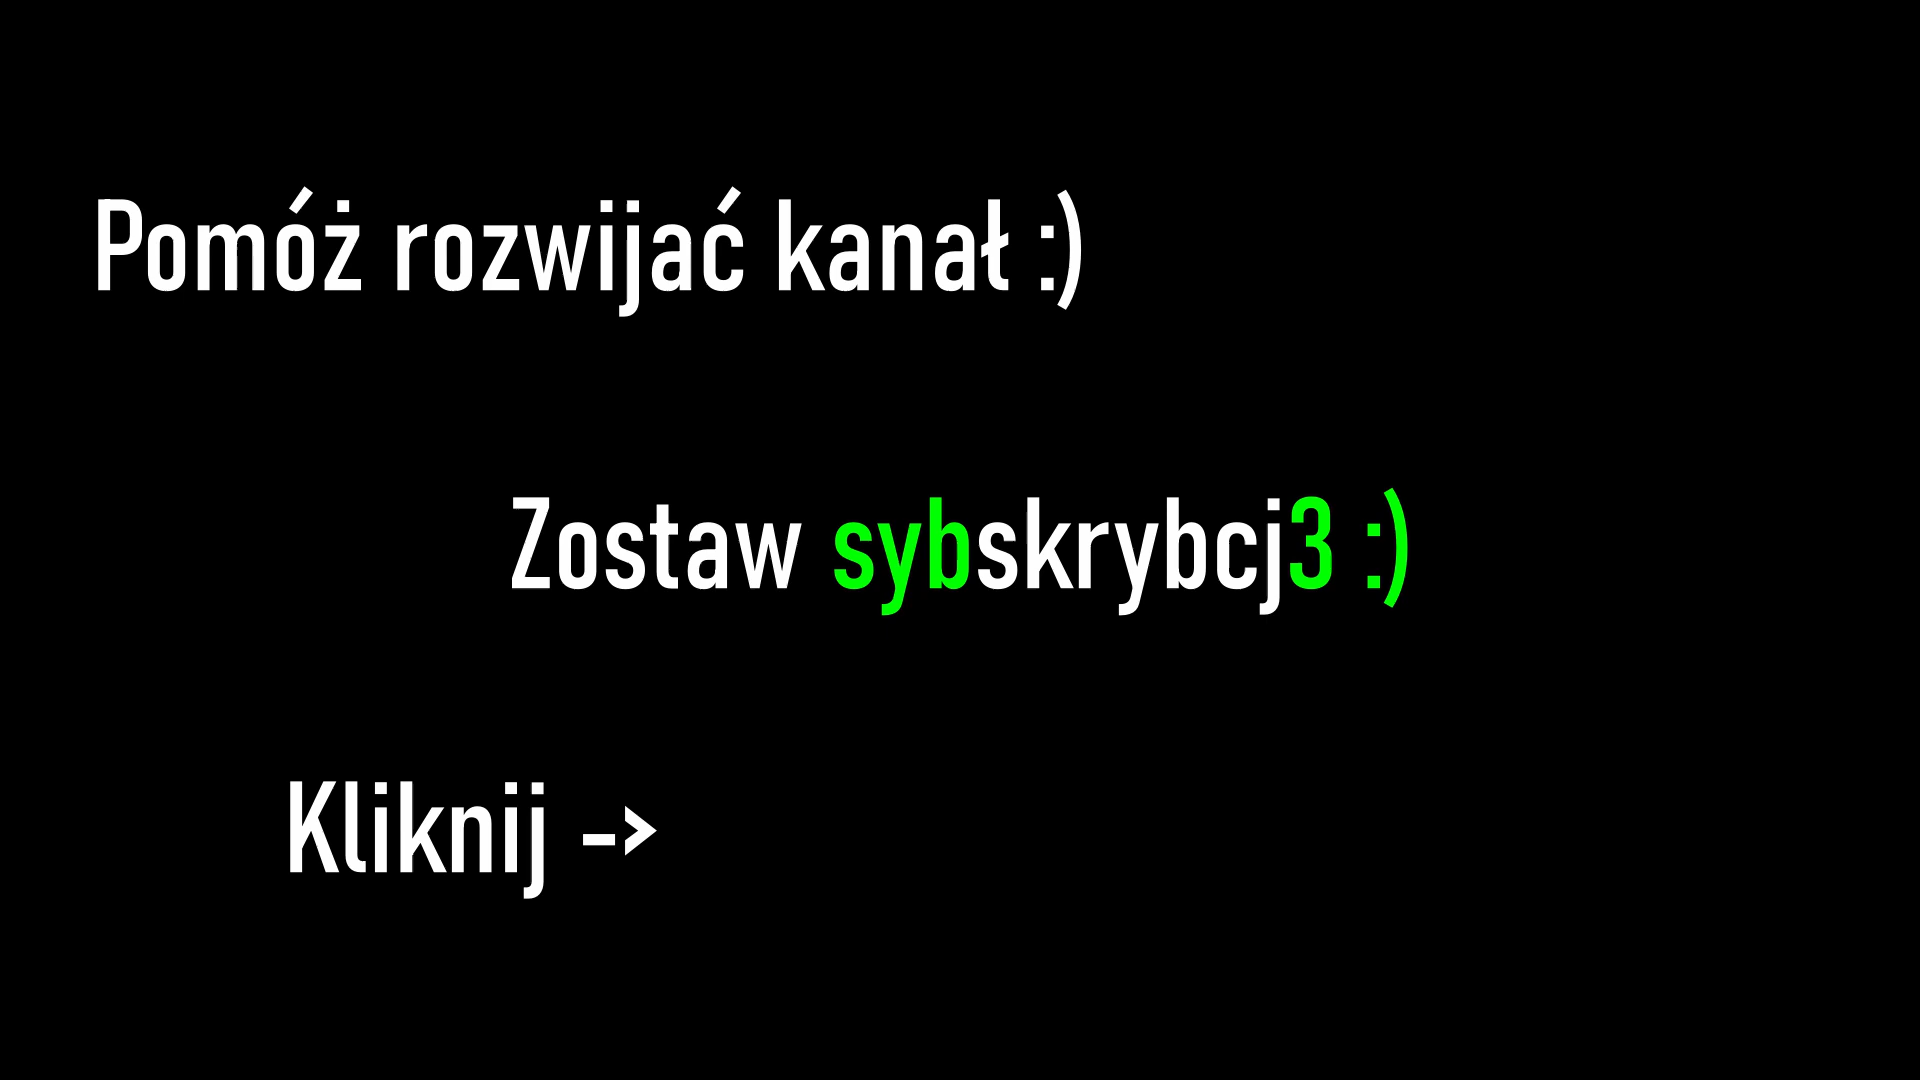 Pomóż rozwijać kanał :)
Zostaw sybskrybcj3 :)
Kliknij ->